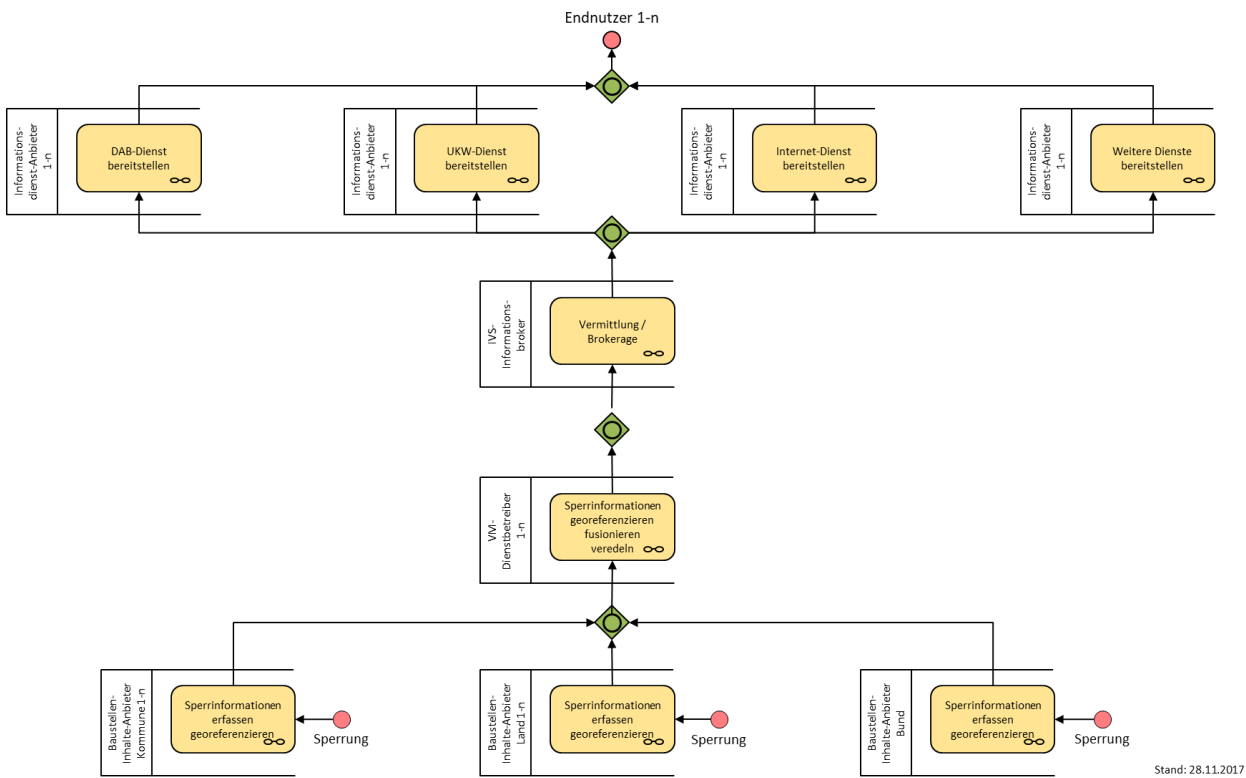 Endnutzer 1-n
Informations-
dienst-Anbieter
1-n
DAB-Dienst
bereitstellen
Informations-
dienst-Anbieter
1-n
UKW-Dienst
bereitstellen
Informations-
dienst-Anbieter
1-n
Internet-Dienst
bereitstellen
Informations-
dienst-Anbieter
1-n
Weitere Dienste
bereitstellen
IVS-
Informations-
broker
Vermittlung /
Brokerage
VM-
Dienstbetreiber
1-n
Sperrinformationen
georeferenzieren
fusionieren
veredeln
Baustellen-
Inhalte-Anbieter
Kommune 1-n
Sperrinformationen
erfassen
georeferenzieren
Sperrung
Baustellen-
Inhalte-Anbieter
Land 1-n
Sperrinformationen
erfassen
georeferenzieren
Sperrung
Baustellen-
Inhalte-Anbieter
Bund
Sperrinformationen
erfassen
georeferenzieren
Sperrung
Stand: 28.11.2017